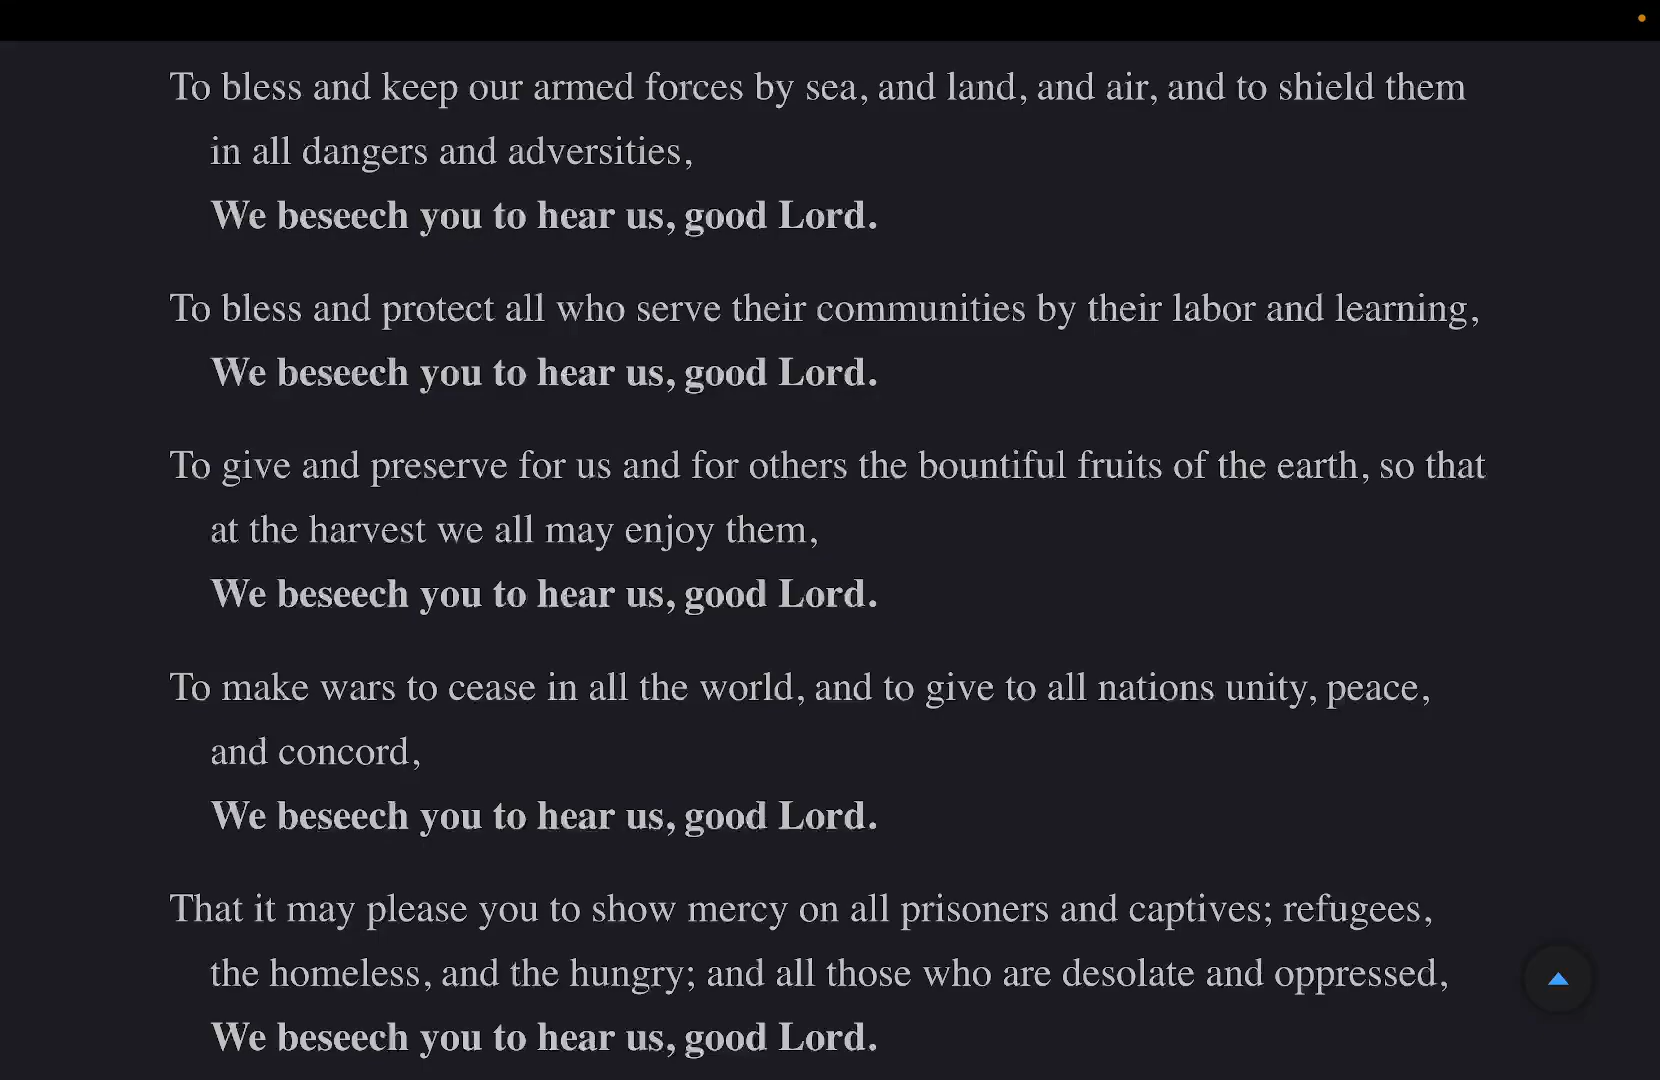 To bless and keep our armed forces by sea, and land, and air, and to shield them
in all dangers and adversities,
We beseech you to hear us, good Lord.
To bless and protect all who serve their communities by their labor and learning,
We beseech you to hear us, good Lord.
To give and preserve for us and for others the bountiful fruits of the earth, so that
at the harvest we all may enjoy them,
We beseech you to hear us, good Lord.
To make wars to cease in all the world, and to give to all nations unity, peace,
and concord,
We beseech you to hear us, good Lord.
That it may please you to show mercy on all prisoners and captives; refugees,
the homeless, and the hungry; and all those who are desolate and oppressed,
We beseech you to hear us, good Lord.